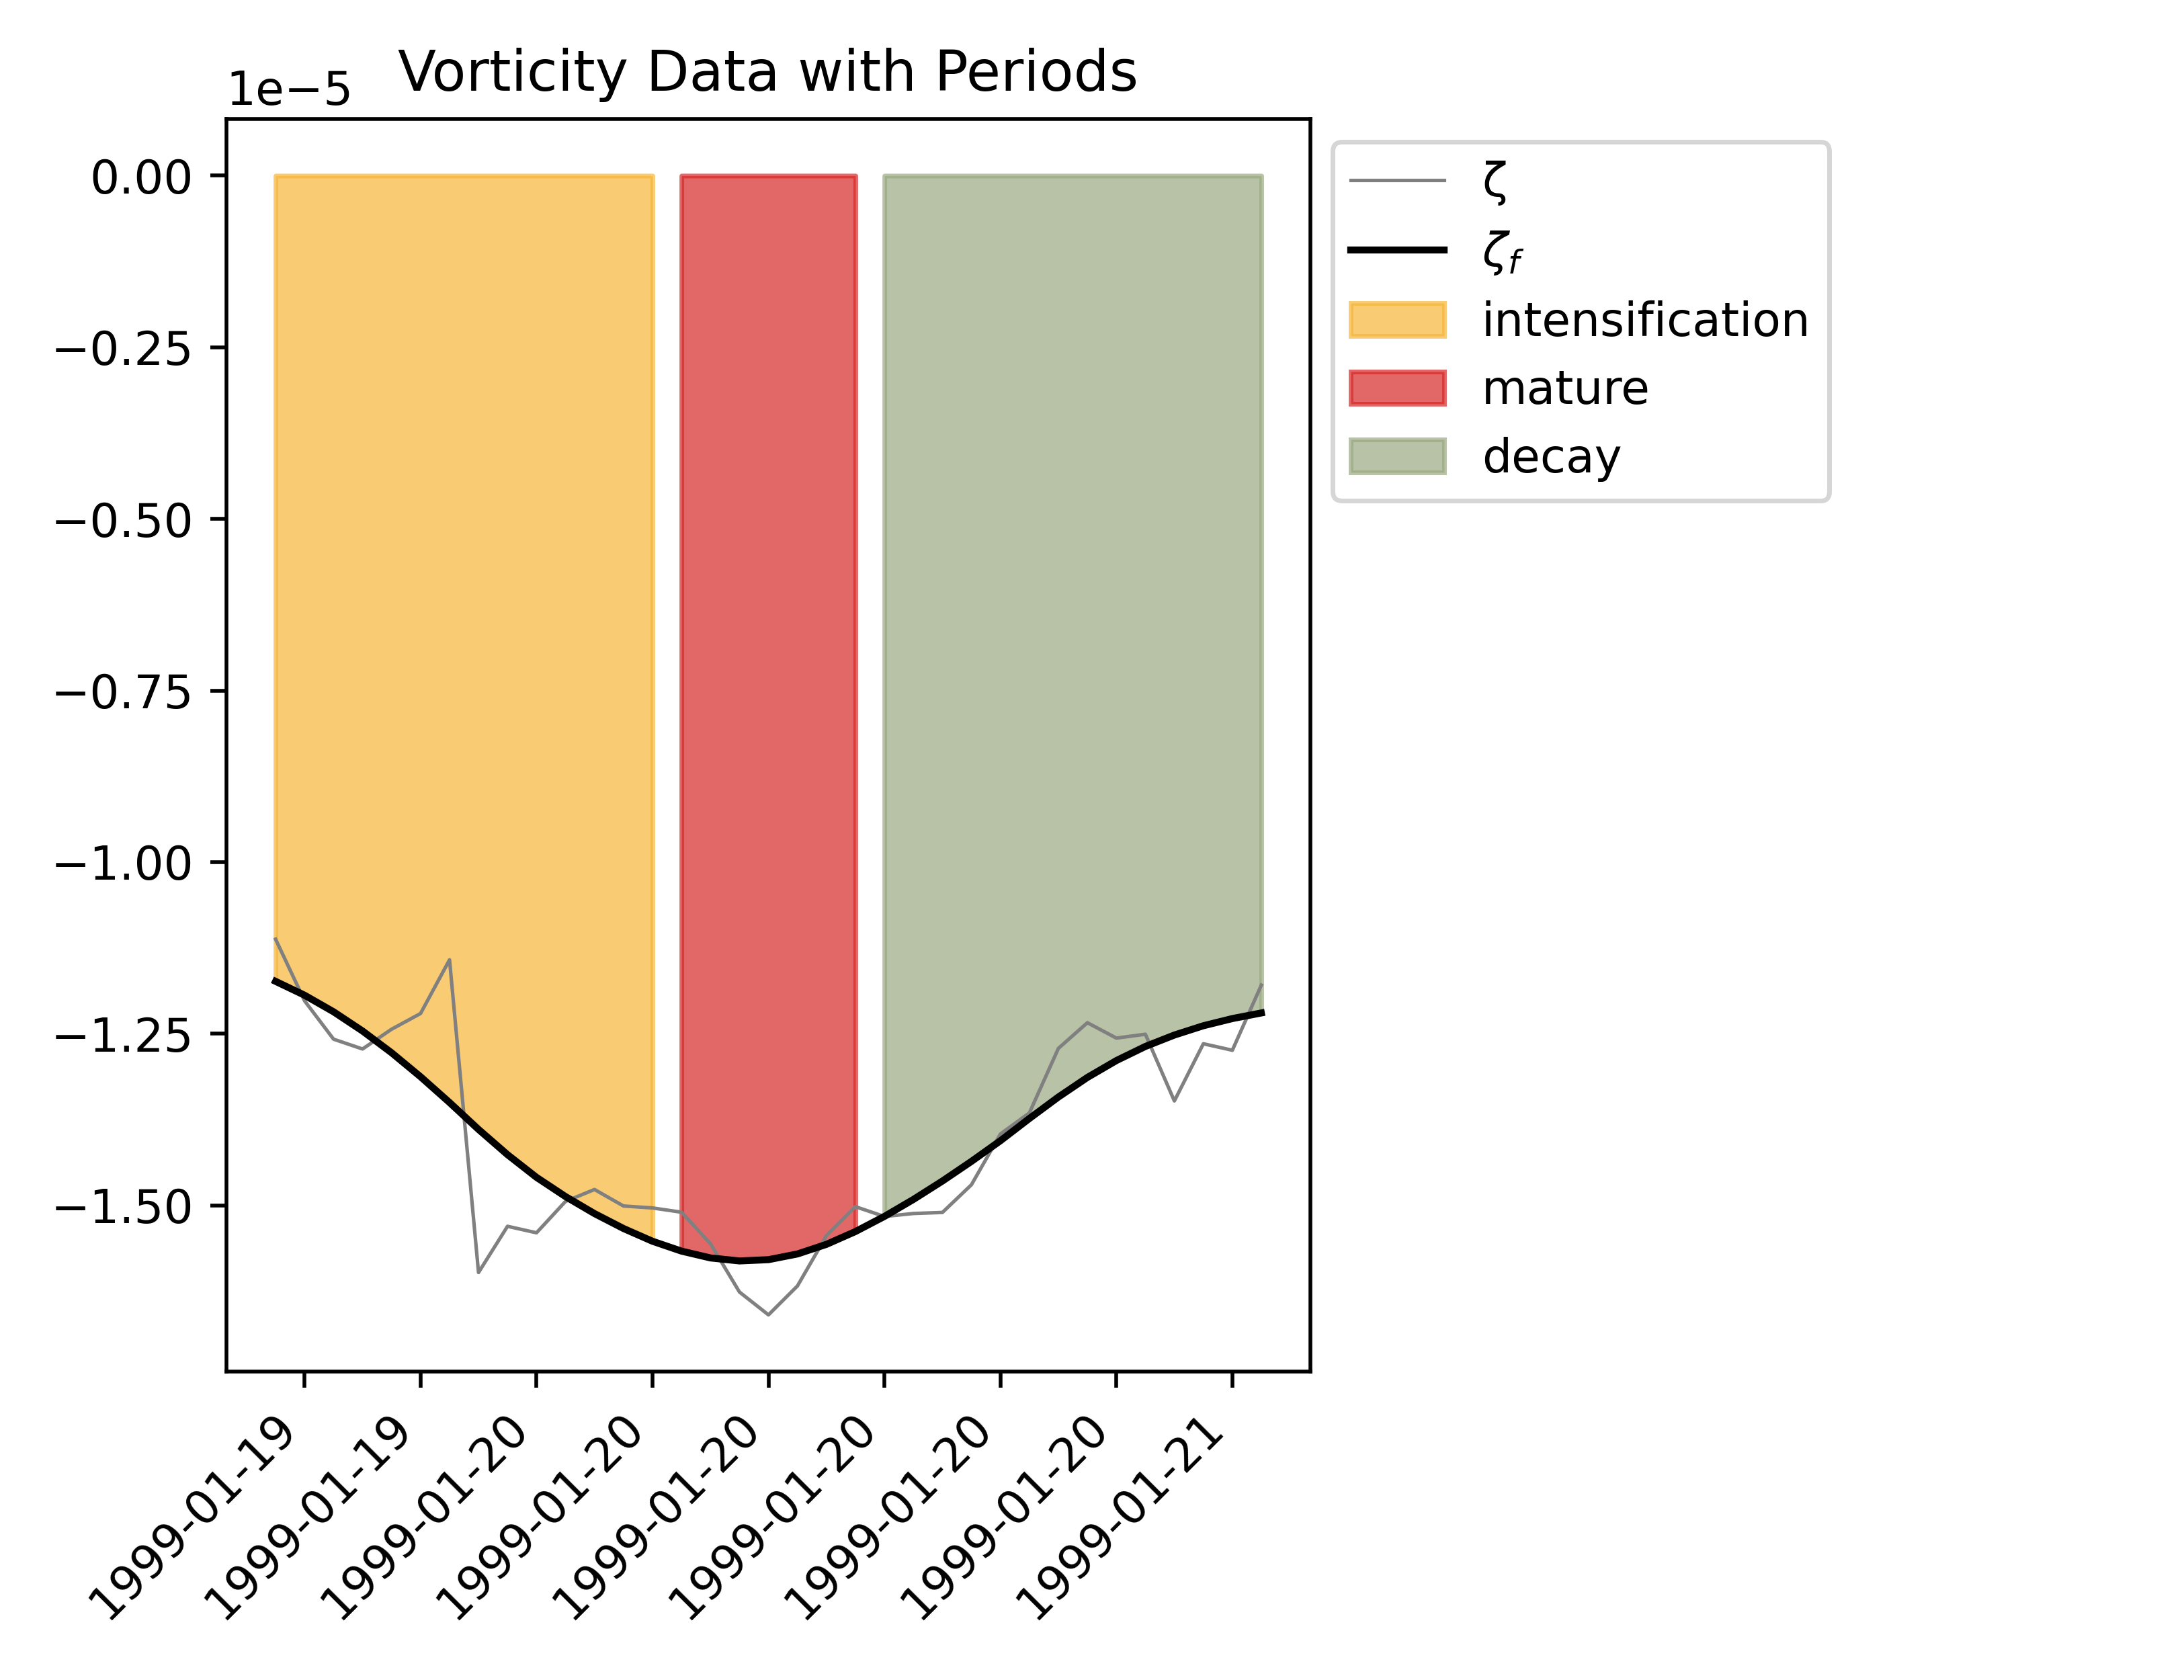 Vorticity Data with Periods
1e−5
0.00
−0.25
−0.50
−0.75
−1.00
−1.25
−1.50
1999-01-19
1999-01-19
1999-01-20
1999-01-20
1999-01-20
1999-01-20
1999-01-20
1999-01-20
1999-01-21
ζ
ζf
intensification
mature
decay